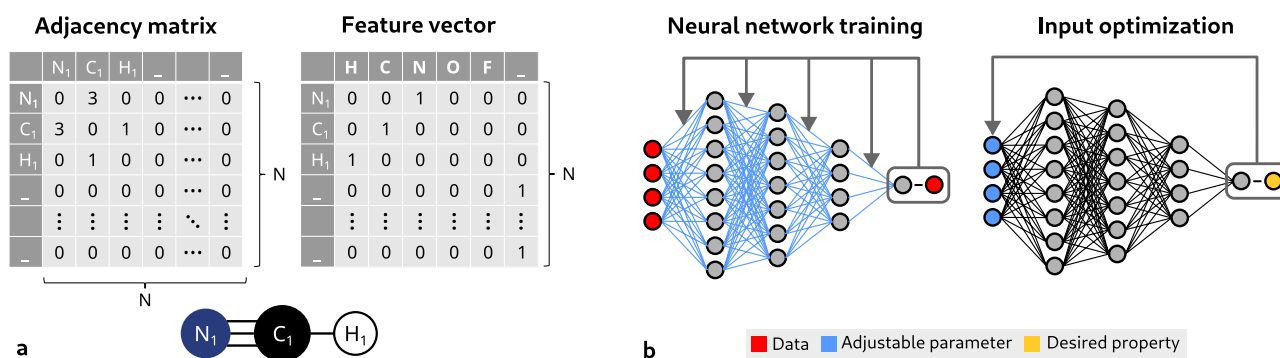 Adjacency matrix
N1 C1 H1 _ _
N1 0 3 0 0 ... 0
C1 3 0 1 0 ... 0
H1 0 1 0 0 ... 0
_ 0 0 0 0 ... 0
⋮ ⋮ ⋮ ⋮ ⋱ ⋮
_ 0 0 0 0 ... 0
N
N
Feature vector
H C N O F _
N1 0 0 1 0 0 0
C1 0 1 0 0 0 0
H1 1 0 0 0 0 0
_ 0 0 0 0 0 1
⋮ ⋮ ⋮ ⋮ ⋮ ⋮
_ 0 0 0 0 0 1
N
N1 C1 H1
a
Neural network training
–
Input optimization
–
b
Data Adjustable parameter Desired property